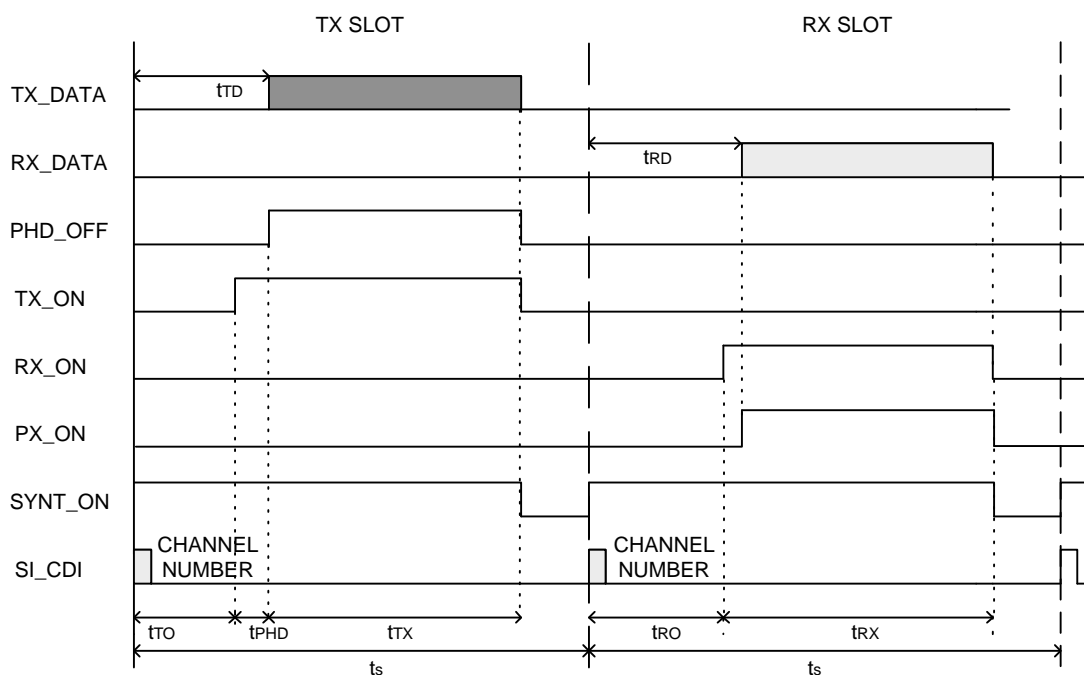 TX SLOT
RX SLOT
TX_DATA
tTD
RX_DATA
tRD
PHD_OFF
TX_ON
RX_ON
PX_ON
SYNT_ON
SI_CDI
CHANNEL
NUMBER
CHANNEL
NUMBER
tTO
tPHD
tTX
tRO
tRX
ts
ts